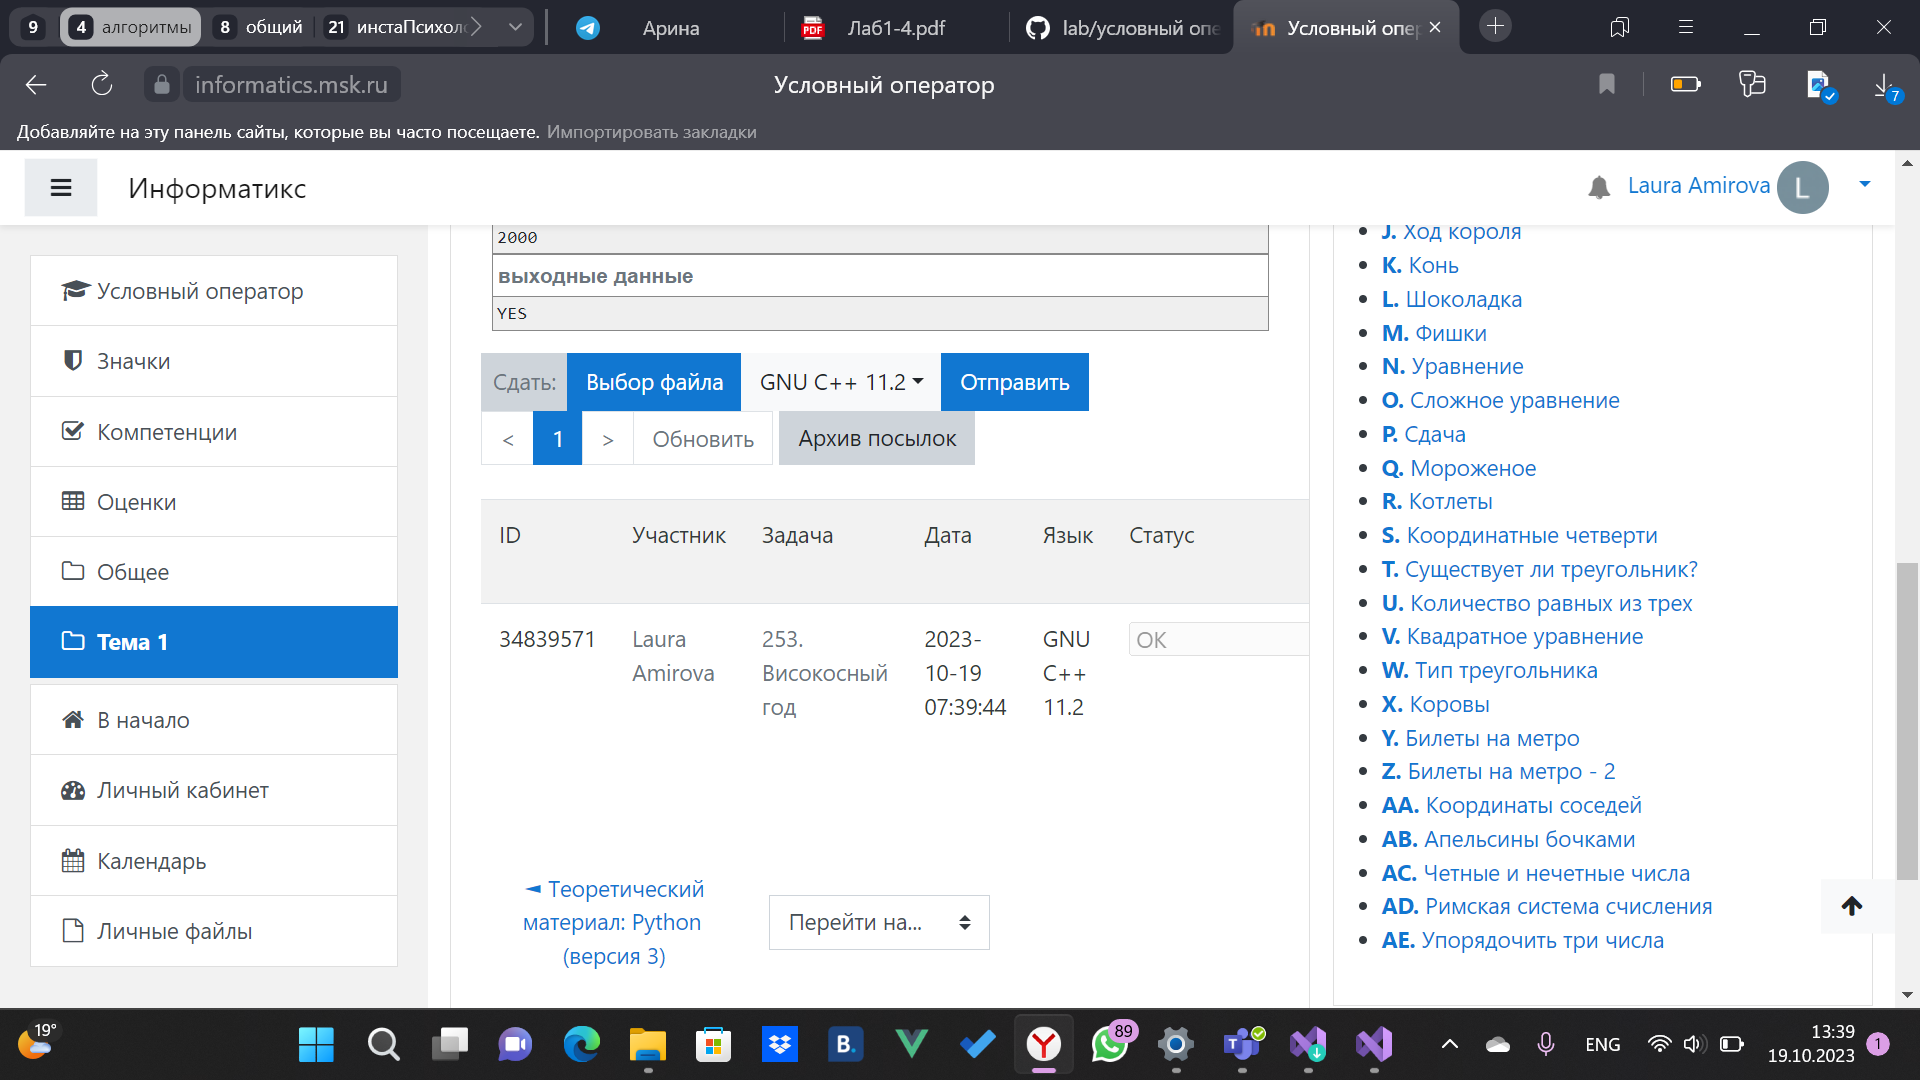 9
4 алгоритмы
8 общий
21 инстаПсихол
Арина
Лаб1-4.pdf
lab/условный опе
Условный опер
informatics.msk.ru
Условный оператор
7
Добавляйте на эту панель сайты, которые вы часто посещаете. Импортировать закладки
Информатикс
Laura Amirova
L
Условный оператор
Значки
Компетенции
Оценки
Общее
Тема 1
В начало
Личный кабинет
Календарь
Личные файлы
2000
выходные данные
YES
Сдать:
Выбор файла
GNU C++ 11.2
Отправить
<
1
>
Обновить
Архив посылок
ID Участник Задача Дата Язык Статус
34839571
Laura
Amirova
253.
Високосный
год
2023-
10-19
07:39:44
GNU
C++
11.2
OK
◄ Теоретический
материал: Python
(версия 3)
Перейти на...
J. Ход короля
K. Конь
L. Шоколадка
M. Фишки
N. Уравнение
O. Сложное уравнение
P. Сдача
Q. Мороженое
R. Котлеты
S. Координатные четверти
T. Существует ли треугольник?
U. Количество равных из трех
V. Квадратное уравнение
W. Тип треугольника
X. Коровы
Y. Билеты на метро
Z. Билеты на метро - 2
AA. Координаты соседей
AB. Апельсины бочками
AC. Четные и нечетные числа
AD. Римская система счисления
AE. Упорядочить три числа
19°
B.
89
ENG
13:39
19.10.2023
1